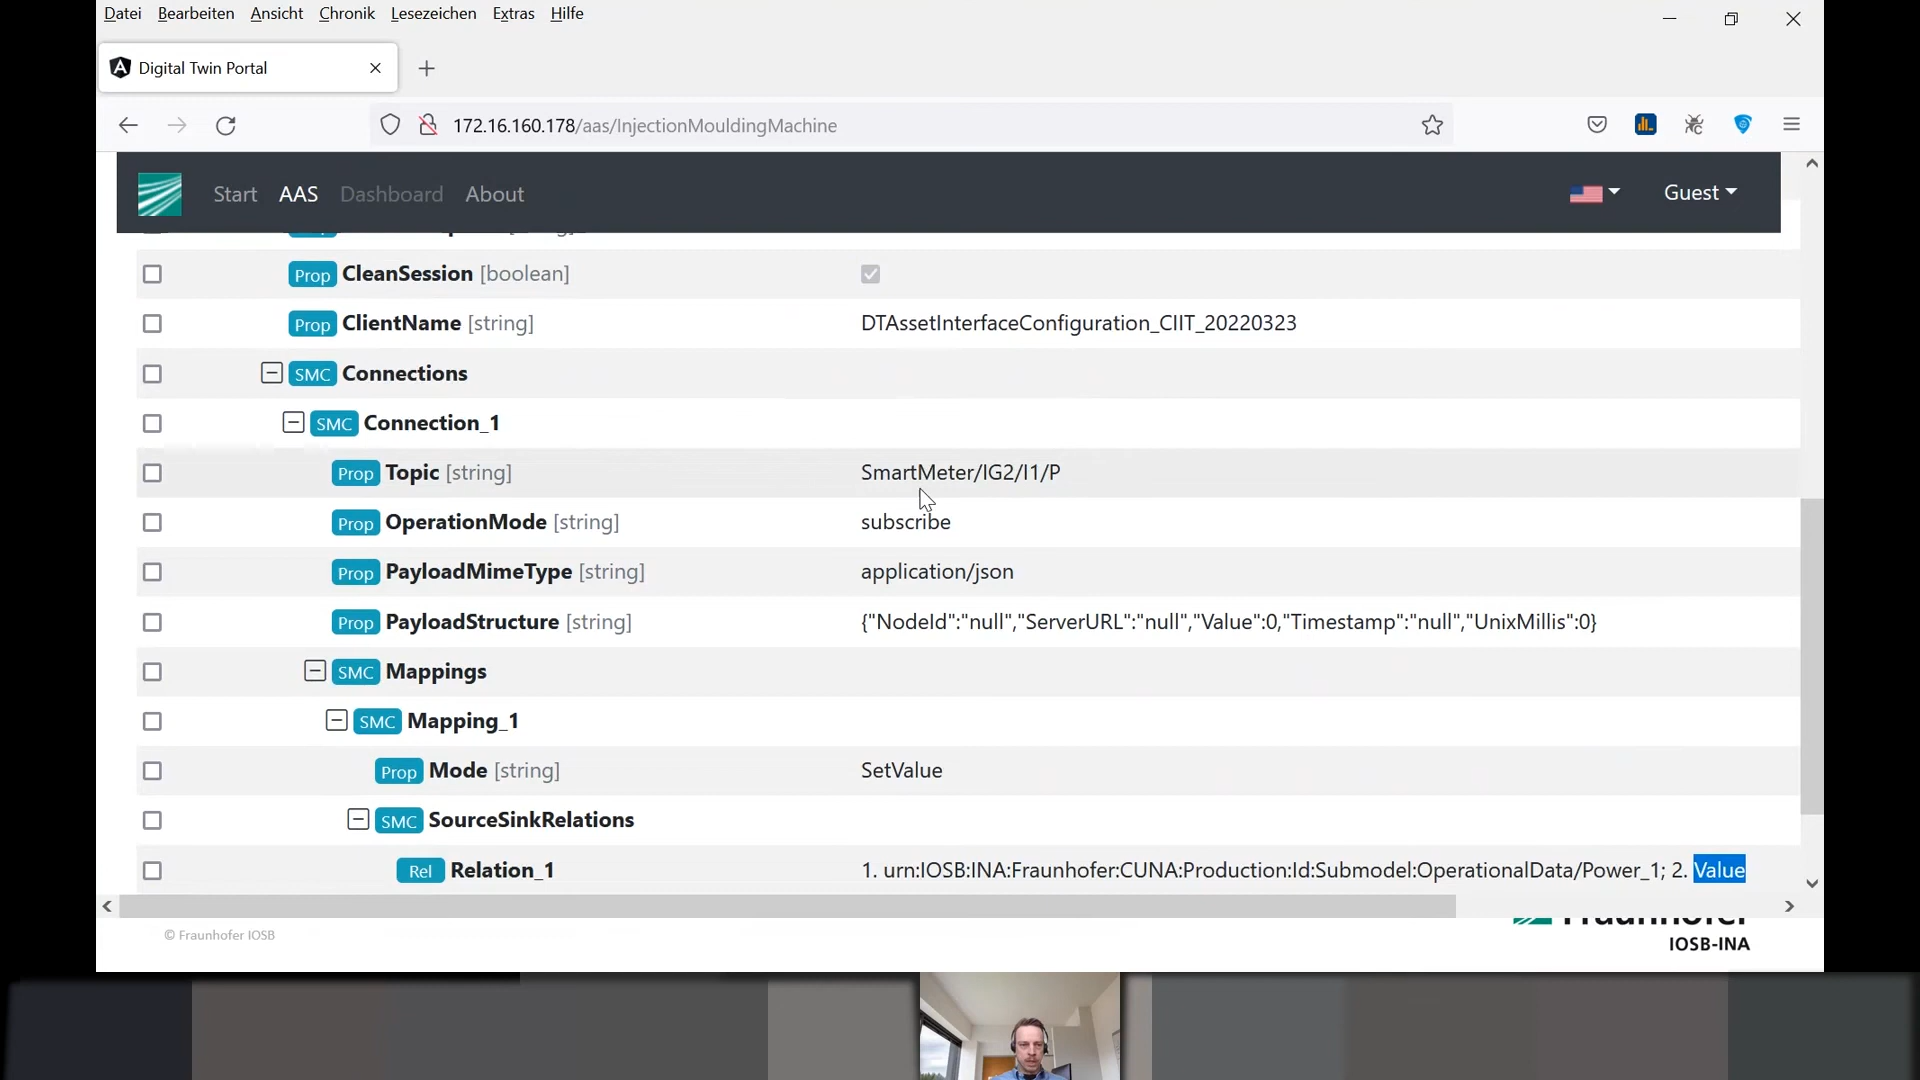 Datei Bearbeiten Ansicht Chronik Lesezeichen Extras Hilfe
Digital Twin Portal
172.16.160.178/aas/InjectionMouldingMachine
Start AAS Dashboard About Guest
Prop CleanSession [boolean]
Prop ClientName [string] DTAssetInterfaceConfiguration_CIIT_20220323
SMC Connections
SMC Connection_1
Prop Topic [string] SmartMeter/IG2/I1/P
Prop OperationMode [string] subscribe
Prop PayloadMimeType [string] application/json
Prop PayloadStructure [string] {"NodeId":"null","ServerURL":"null","Value":0,"Timestamp":"null","UnixMillis":0}
SMC Mappings
SMC Mapping_1
Prop Mode [string] SetValue
SMC SourceSinkRelations
Rel Relation_1 1. urn:IOSB:INA:Fraunhofer:CUNA:Production:Id:Submodel:OperationalData/Power_1; 2. Value
© Fraunhofer IOSB
Fraunhofer
IOSB-INA